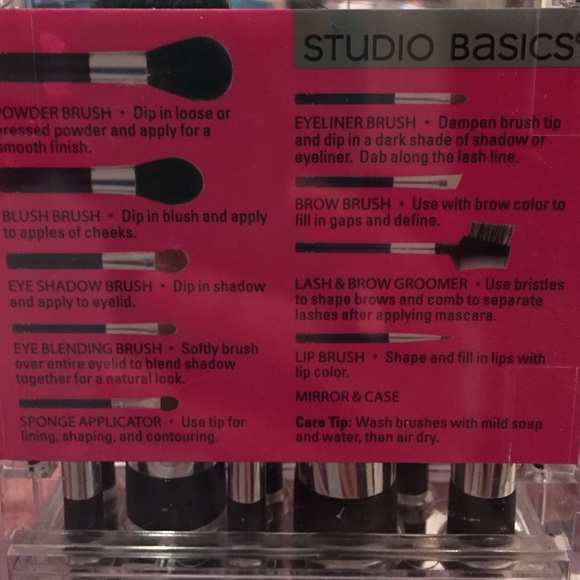 STUDIO BASICS
POWDER BRUSH • Dip in loose or
pressed powder and apply for a
smooth finish.
BLUSH BRUSH • Dip in blush and apply
to apples of cheeks.
EYE SHADOW BRUSH • Dip in shadow
and apply to eyelid.
EYE BLENDING BRUSH • Softly brush
over entire eyelid to blend shadow
together for a natural look.
SPONGE APPLICATOR • Use tip for
lining, shaping, and contouring.
EYELINER BRUSH • Dampen brush tip
and dip in a dark shade of shadow or
eyeliner. Dab along the lash line.
BROW BRUSH • Use with brow color to
fill in gaps and define.
LASH & BROW GROOMER • Use bristles
to shape brows and comb to separate
lashes after applying mascara.
LIP BRUSH • Shape and fill in lips with
lip color.
MIRROR & CASE
Care Tip: Wash brushes with mild soap
and water, then air dry.